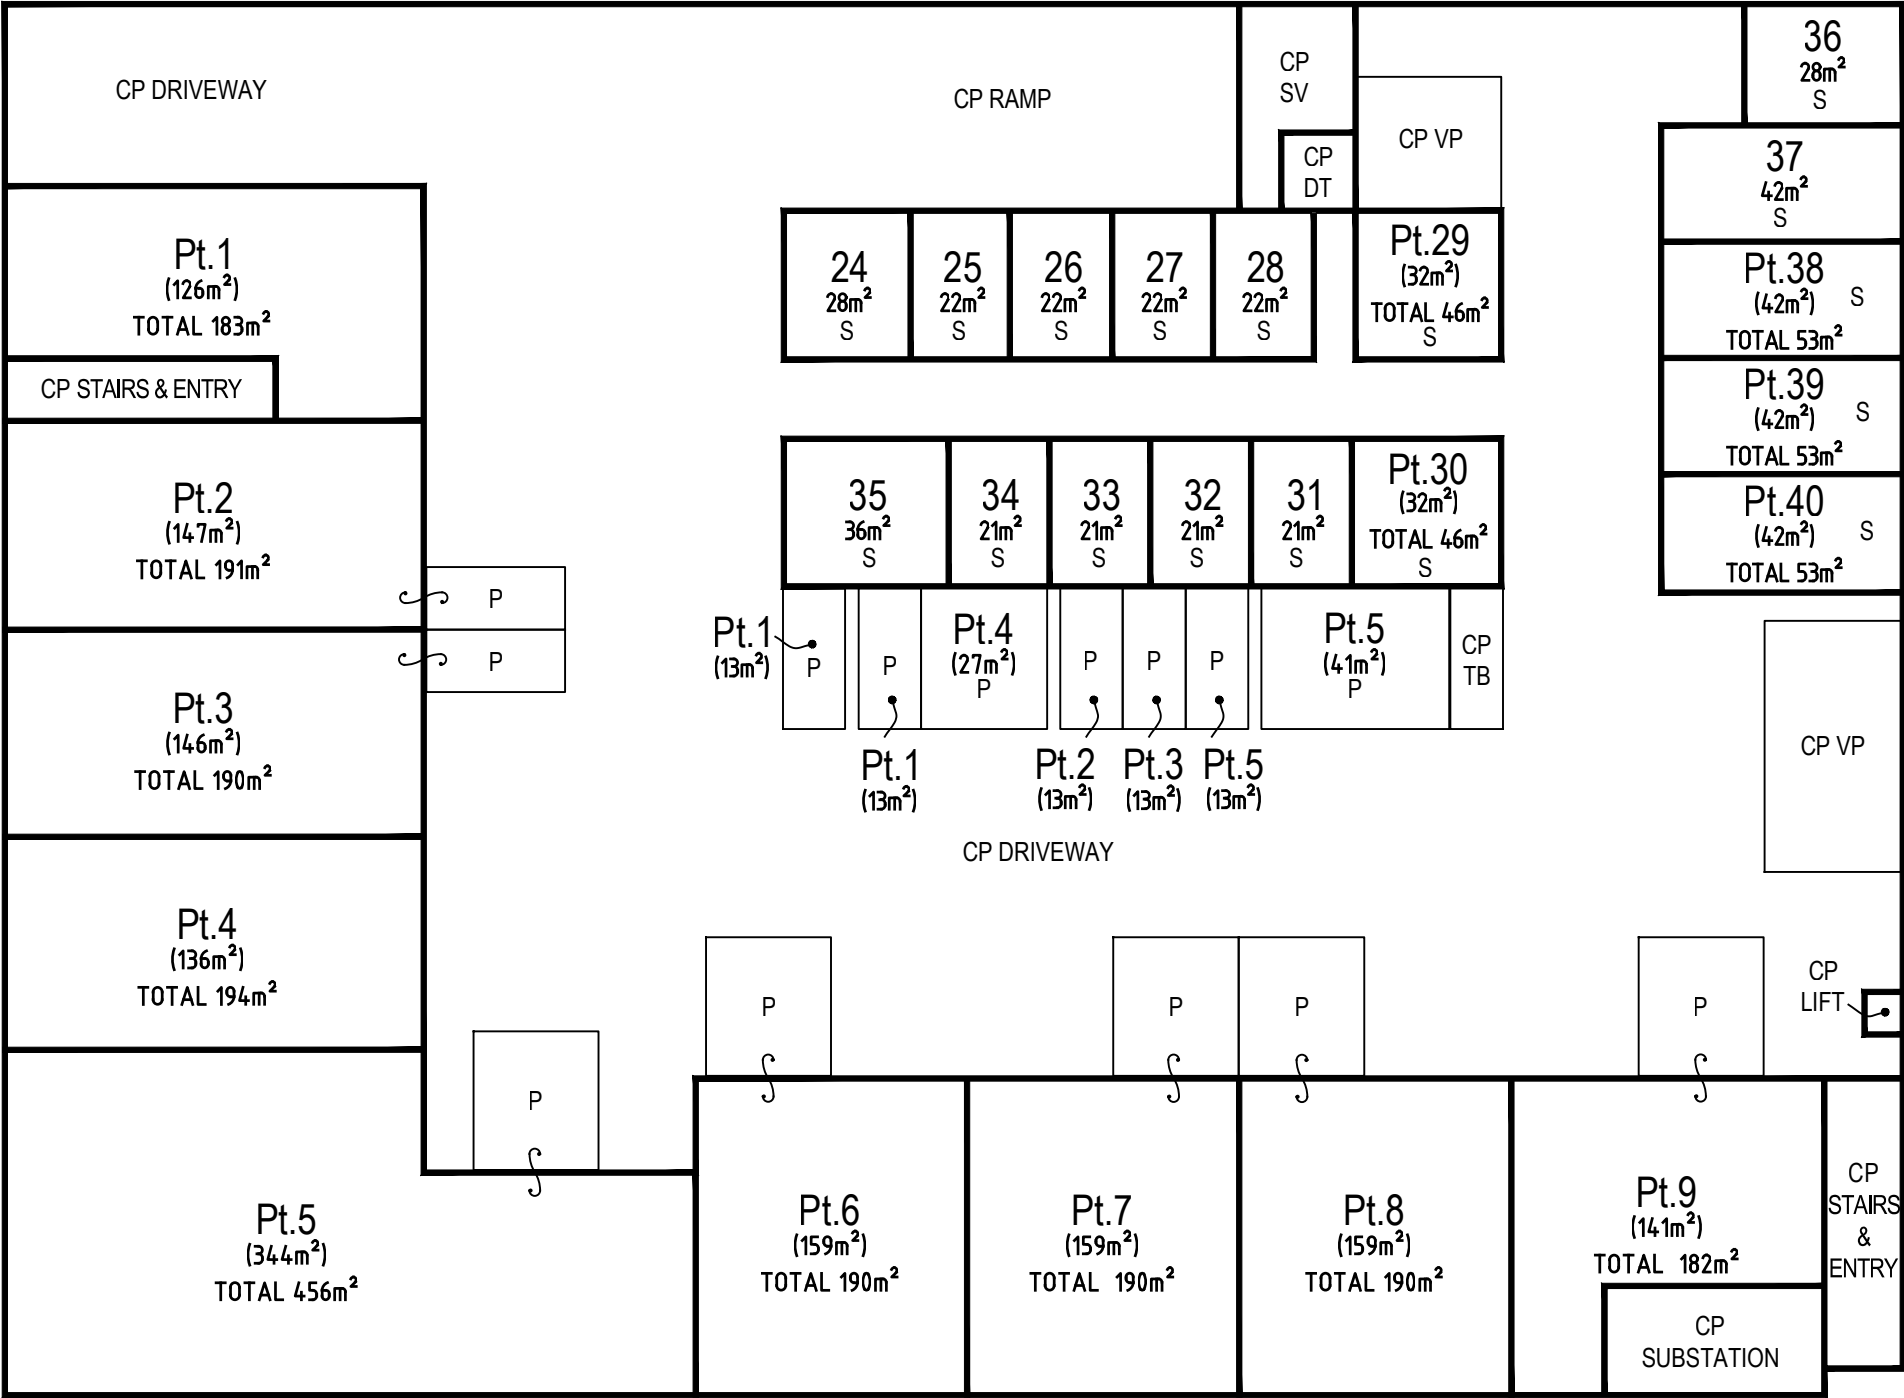 CP DRIVEWAY
CP RAMP
CP
SV
CP
DT
CP VP
36
28m²
S
37
42m²
S
Pt.38
(42m²) S
TOTAL 53m²
Pt.39
(42m²) S
TOTAL 53m²
Pt.40
(42m²) S
TOTAL 53m²
Pt.1
(126m²)
TOTAL 183m²
CP STAIRS & ENTRY
Pt.2
(147m²)
TOTAL 191m²
P
P
Pt.3
(146m²)
TOTAL 190m²
Pt.4
(136m²)
TOTAL 194m²
24
28m²
S
25
22m²
S
26
22m²
S
27
22m²
S
28
22m²
S
Pt.29
(32m²)
TOTAL 46m²
S
35
36m²
S
34
21m²
S
33
21m²
S
32
21m²
S
31
21m²
S
Pt.30
(32m²)
TOTAL 46m²
S
Pt.1
(13m²)
P
P
Pt.1
(13m²)
Pt.4
(27m²)
P
P
Pt.2
(13m²)
P
Pt.3
(13m²)
P
Pt.5
(13m²)
Pt.5
(41m²)
P
CP
TB
CP VP
CP DRIVEWAY
CP
LIFT
P
P
P
P
P
Pt.5
(344m²)
TOTAL 456m²
Pt.6
(159m²)
TOTAL 190m²
Pt.7
(159m²)
TOTAL 190m²
Pt.8
(159m²)
TOTAL 190m²
Pt.9
(141m²)
TOTAL 182m²
CP
SUBSTATION
CP
STAIRS
&
ENTRY